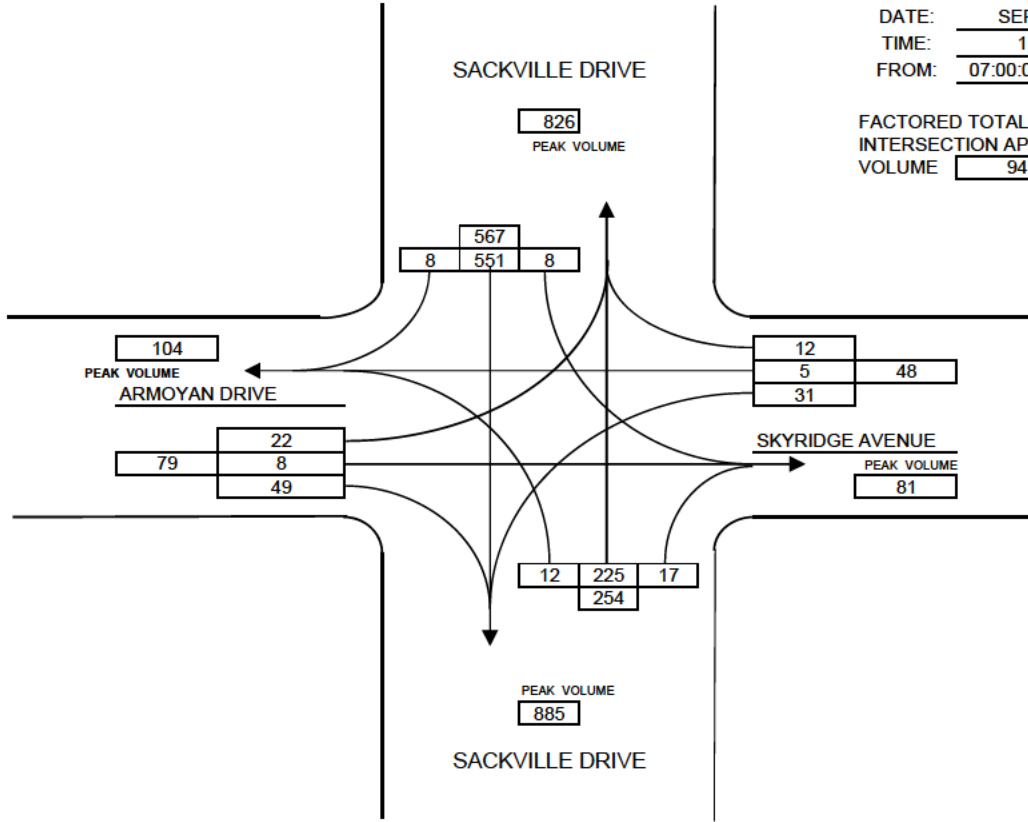 DATE:
TIME:
FROM:
SACKVILLE DRIVE
826
PEAK VOLUME
FACTORED TOTAL
VOLUME 94
567
8 551 8
104
PEAK VOLUME
ARMOYAN DRIVE
12
5 48
31
22
79 8
49
SKYRIDGE AVENUE
PEAK VOLUME
81
12 225 17
254
PEAK VOLUME
885
SACKVILLE DRIVE